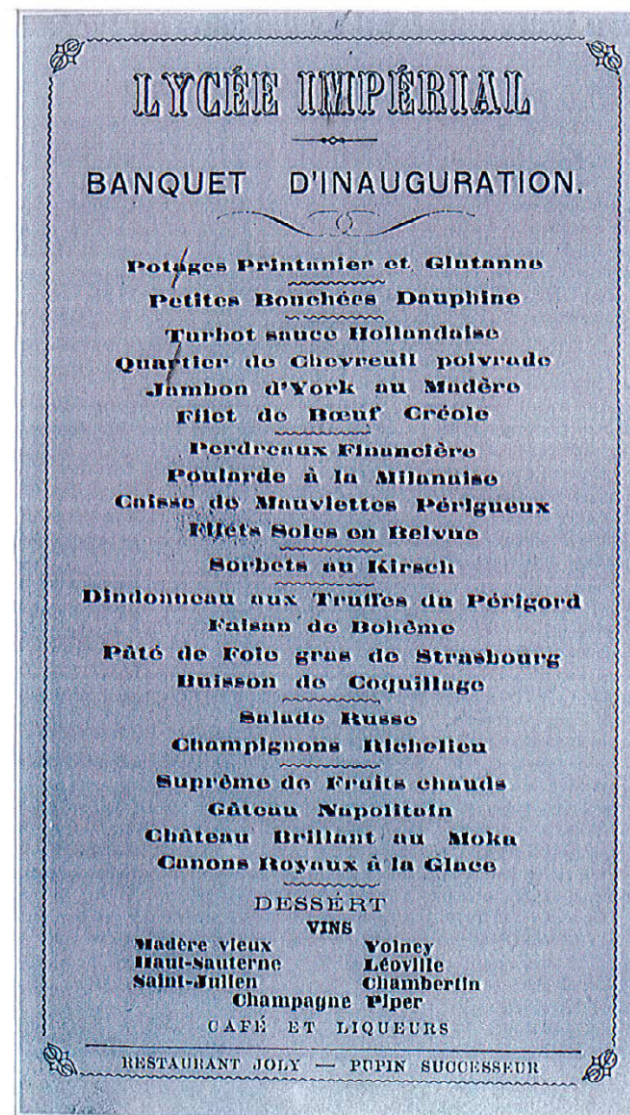 LYCÉE IMPÉRIAL
BANQUET D'INAUGURATION.
Potages Printanier et Glutanne
Petites Bouchées Dauphine
Turbot sauce Hollandaise
Quartier de Chevreuil poivrade
Jambon d'York au Madère
Filet de Bœuf Créole
Perdreaux Financière
Poularde à la Milanaise
Caisse de Mauviettes Périgueux
Filets Soles en Belvue
Sorbets au Kirsch
Dindonneau aux Truffes du Périgord
Faisan de Bohême
Pâté de Foie gras de Strasbourg
Buisson de Coquillage
Salade Russe
Champignons Richelieu
Suprême de Fruits chauds
Gâteau Napolitain
Château Brillant au Moka
Canons Royaux à la Glace
DESSÉRT
VINS
Madère vieux Volney
Haut-Sauterne Léoville
Saint-Julien Chambertin
Champagne Piper
CAFÉ ET LIQUEURS
RESTAURANT JOLY — PUPIN SUCCESSEUR